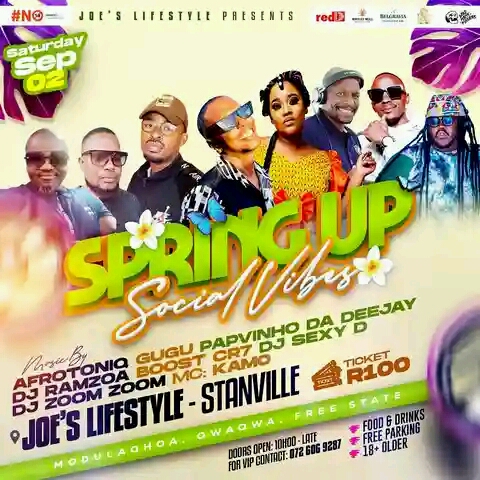 #NO
JOE'S LIFESTYLE PRESENTS
red
BELGRAVIA
Saturday
Sep
02
SPRING UP
Social Vibes
Music By
AFROTONIQ GUGU PAPVINHO DA DEEJAY
DJ RAMZOA BOOST CR7 DJ SEXY D
DJ ZOOM ZOOM MC: KAMO
TICKET
TICKET
R100
JOE'S LIFESTYLE - STANVILLE
MODULAQHOA, QWAQWA, FREE STATE
DOORS OPEN: 10H00 - LATE
FOR VIP CONTACT: 072 606 9287
FOOD & DRINKS
FREE PARKING
18+ OLDER